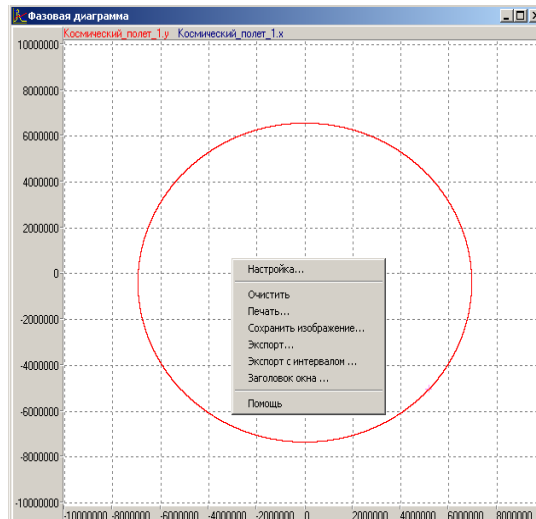 Фазовая диаграмма
Космический_полет_1.y Космический_полет_1.x
10000000
8000000
6000000
4000000
2000000
0
-2000000
-4000000
-6000000
-8000000
-10000000
Настройка...
Очистить
Печать...
Сохранить изображение...
Экспорт...
Экспорт с интервалом ...
Заголовок окна ...
Помощь
-10000000 -8000000 -6000000 -4000000 -2000000 0 2000000 4000000 6000000 8000000 10000000